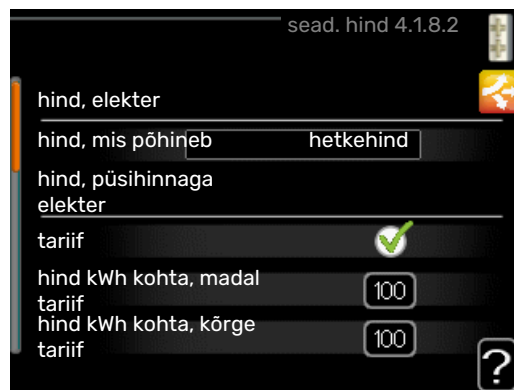 sead. hind 4.1.8.2
hind, elekter
hind, mis põhineb hetkehind
hind, püsihinnaga
elekter
tariif
hind kWh kohta, madal
tariif
100
hind kWh kohta, kõrge
tariif
100
?